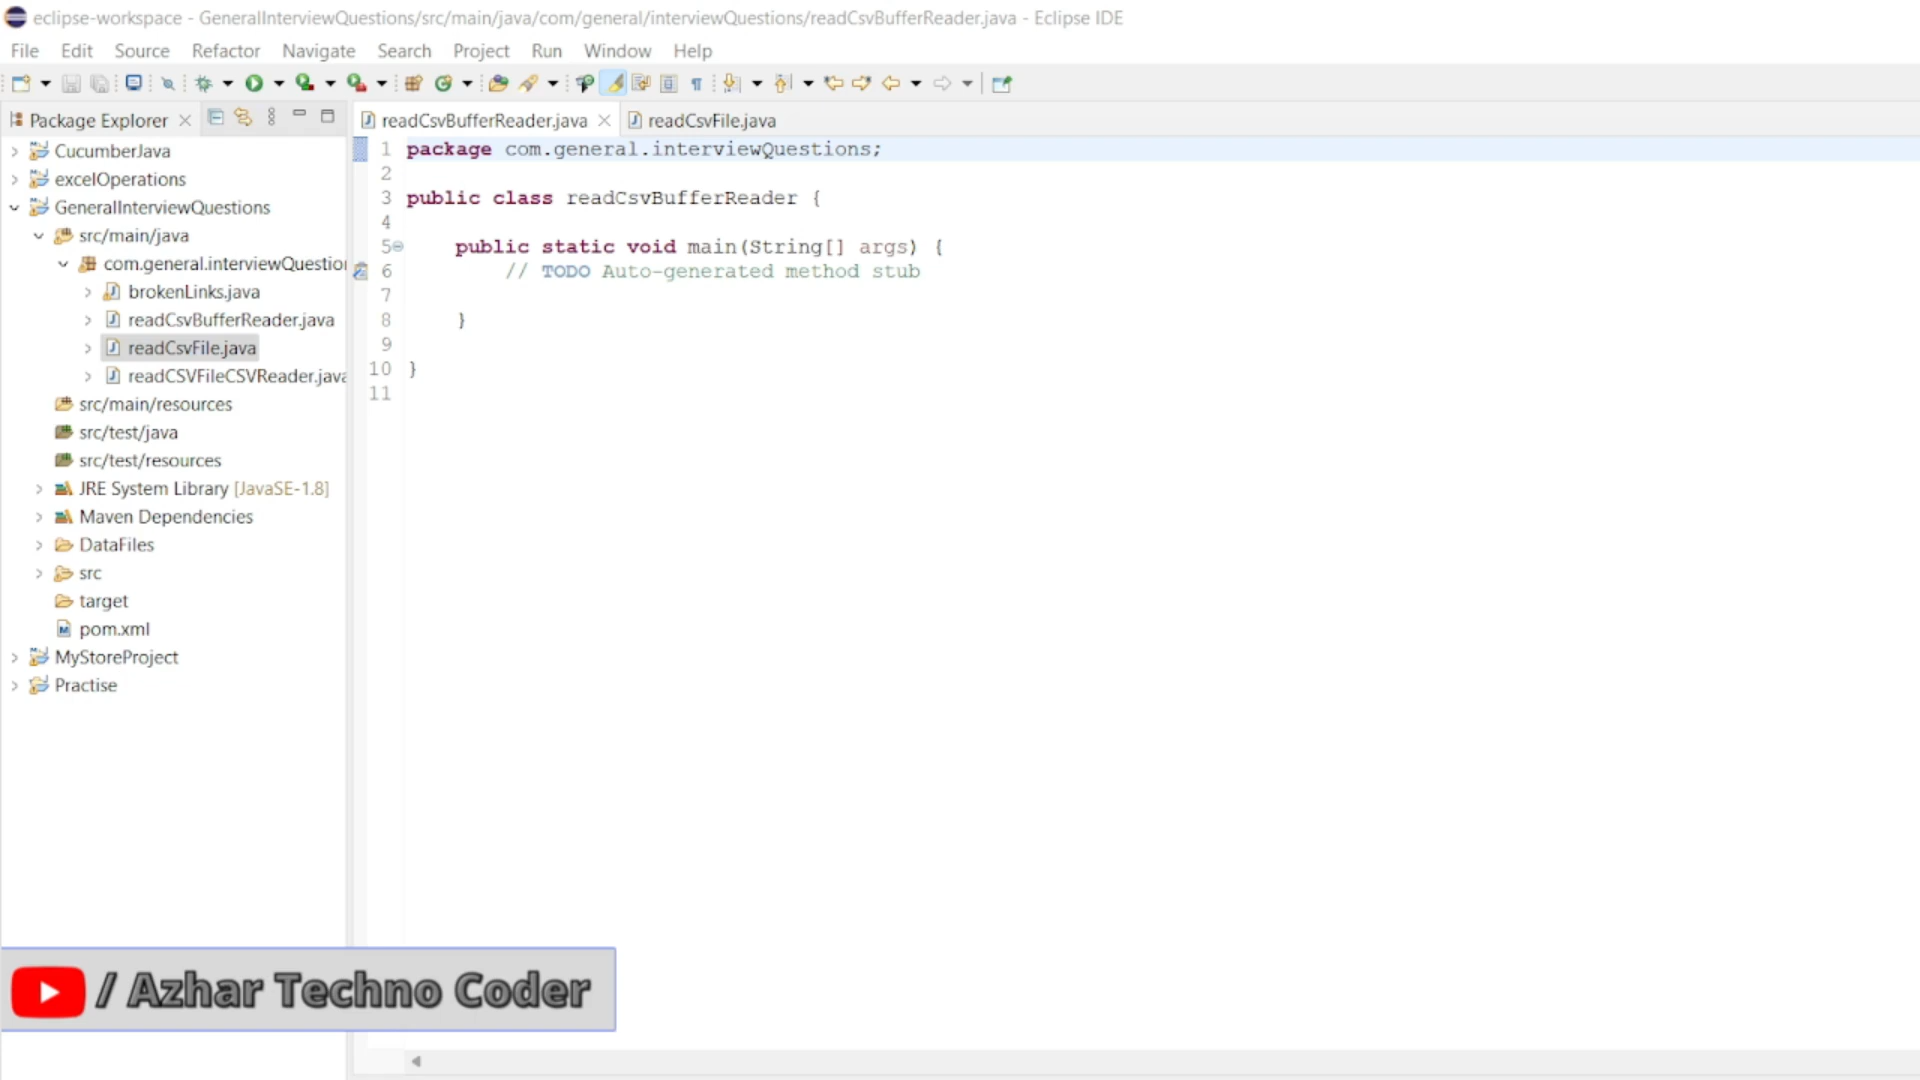 eclipse-workspace - GeneralInterviewQuestions/src/main/java/com/general/interviewQuestions/readCsvBufferReader.java - Eclipse IDE
File Edit Source Refactor Navigate Search Project Run Window Help
Package Explorer
readCsvBufferReader.java
readCsvFile.java
CucumberJava
excelOperations
GeneralInterviewQuestions
src/main/java
com.general.interviewQuestio
brokenLinks.java
readCsvBufferReader.java
readCsvFile.java
readCSVFileCSVReader.java
src/main/resources
src/test/java
src/test/resources
JRE System Library [JavaSE-1.8]
Maven Dependencies
DataFiles
src
target
pom.xml
MyStoreProject
Practise
1 package com.general.interviewQuestions;
2
3 public class readCsvBufferReader {
4
5 public static void main(String[] args) {
6 // TODO Auto-generated method stub
7
8 }
9
10 }
11
/ Azhar Techno Coder